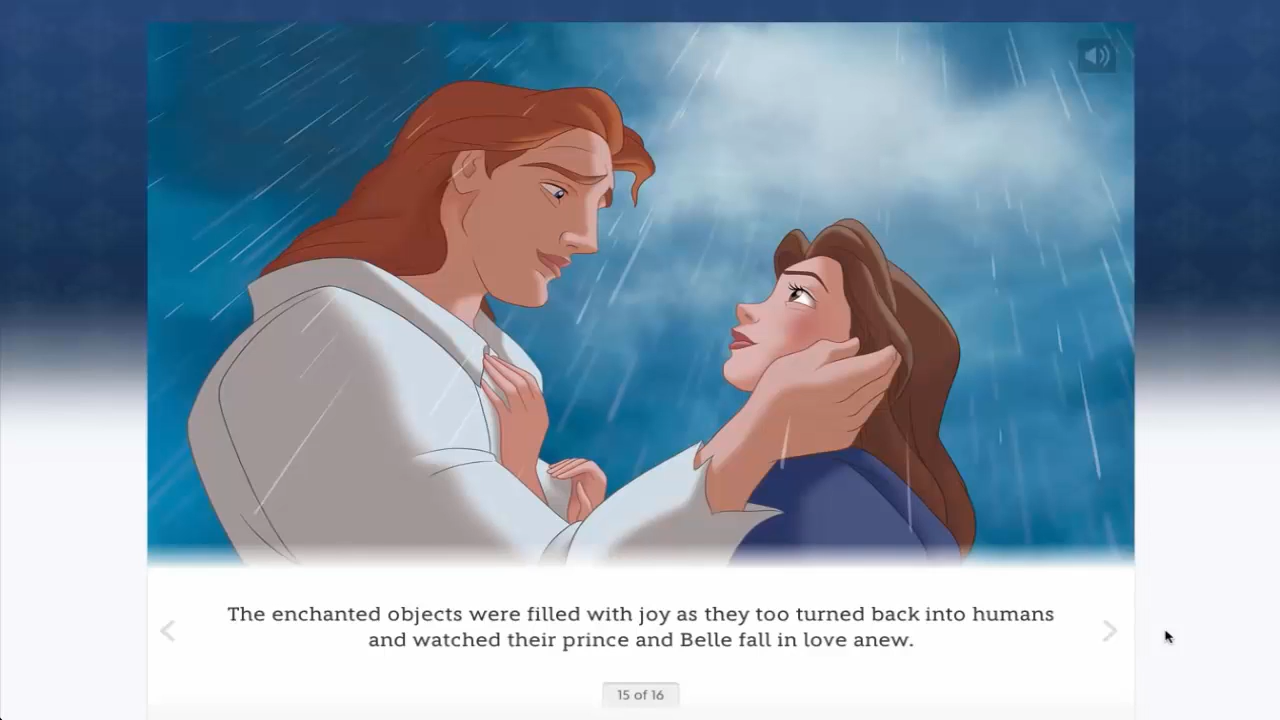 The enchanted objects were filled with joy as they too turned back into humans
and watched their prince and Belle fall in love anew.
15 of 16